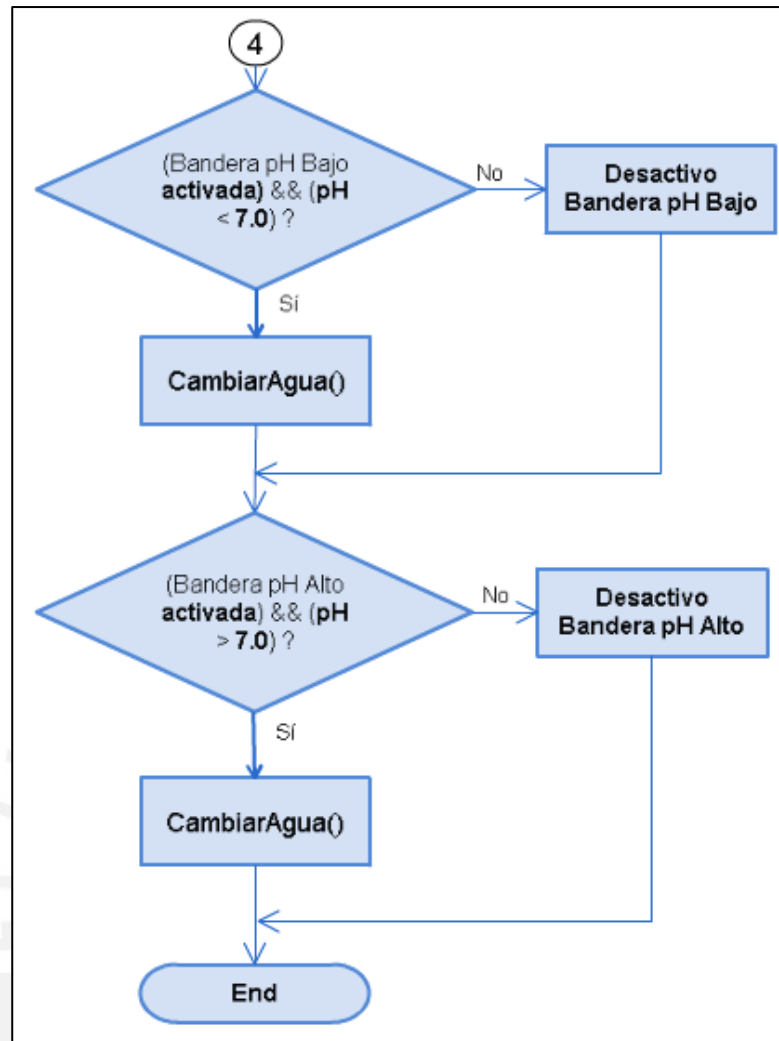 4
(Bandera pH Bajo
activada) && (pH
< 7.0) ?
No
Desactivo
Bandera pH Bajo
Sí
CambiarAgua()
(Bandera pH Alto
activada) && (pH
> 7.0) ?
No
Desactivo
Bandera pH Alto
Sí
CambiarAgua()
End